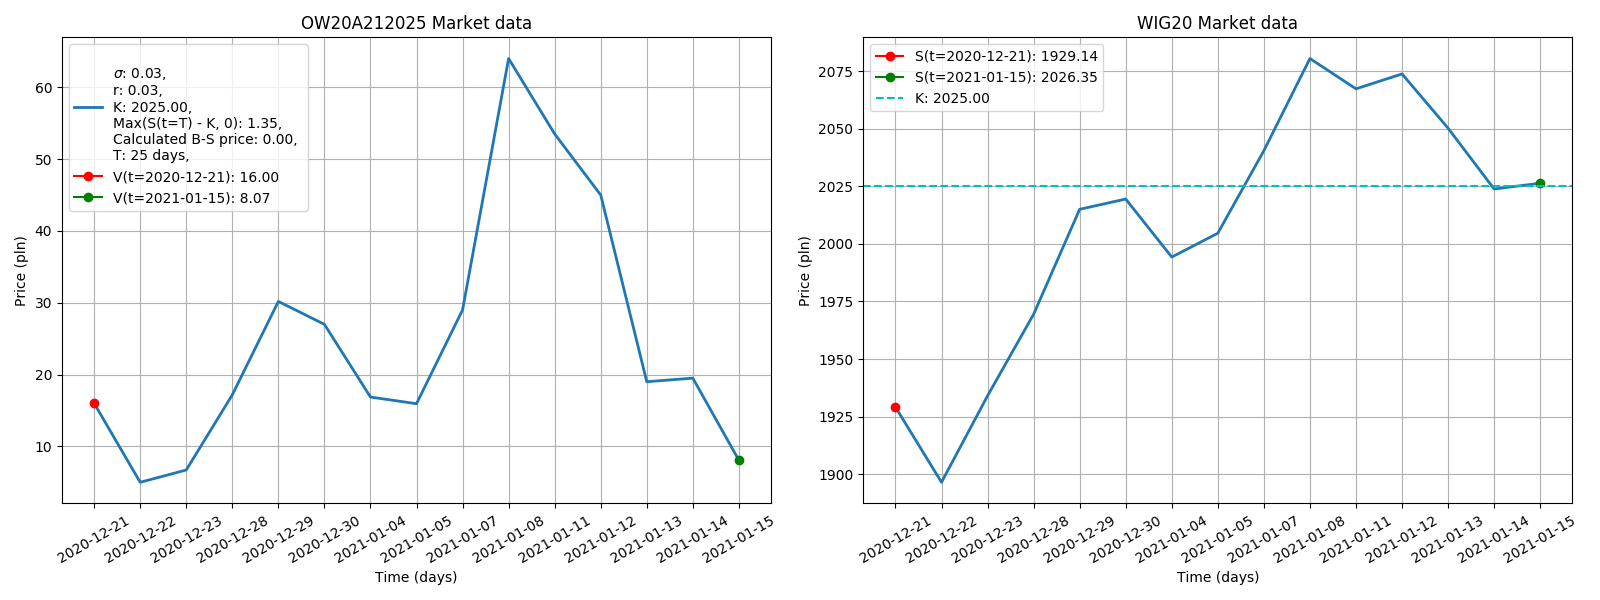 OW20A212025 Market data
σ: 0.03,
r: 0.03,
K: 2025.00,
Max(S(t=T) - K, 0): 1.35,
Calculated B-S price: 0.00,
T: 25 days,
V(t=2020-12-21): 16.00
V(t=2021-01-15): 8.07
60
50
40
30
20
10
Price (pln)
2020-12-21
2020-12-22
2020-12-23
2020-12-28
2020-12-29
2020-12-30
2021-01-04
2021-01-05
2021-01-07
2021-01-08
2021-01-11
2021-01-12
2021-01-13
2021-01-14
2021-01-15
Time (days)
WIG20 Market data
S(t=2020-12-21): 1929.14
S(t=2021-01-15): 2026.35
K: 2025.00
2075
2050
2025
2000
1975
1950
1925
1900
Price (pln)
2020-12-21
2020-12-22
2020-12-23
2020-12-28
2020-12-29
2020-12-30
2021-01-04
2021-01-05
2021-01-07
2021-01-08
2021-01-11
2021-01-12
2021-01-13
2021-01-14
2021-01-15
Time (days)